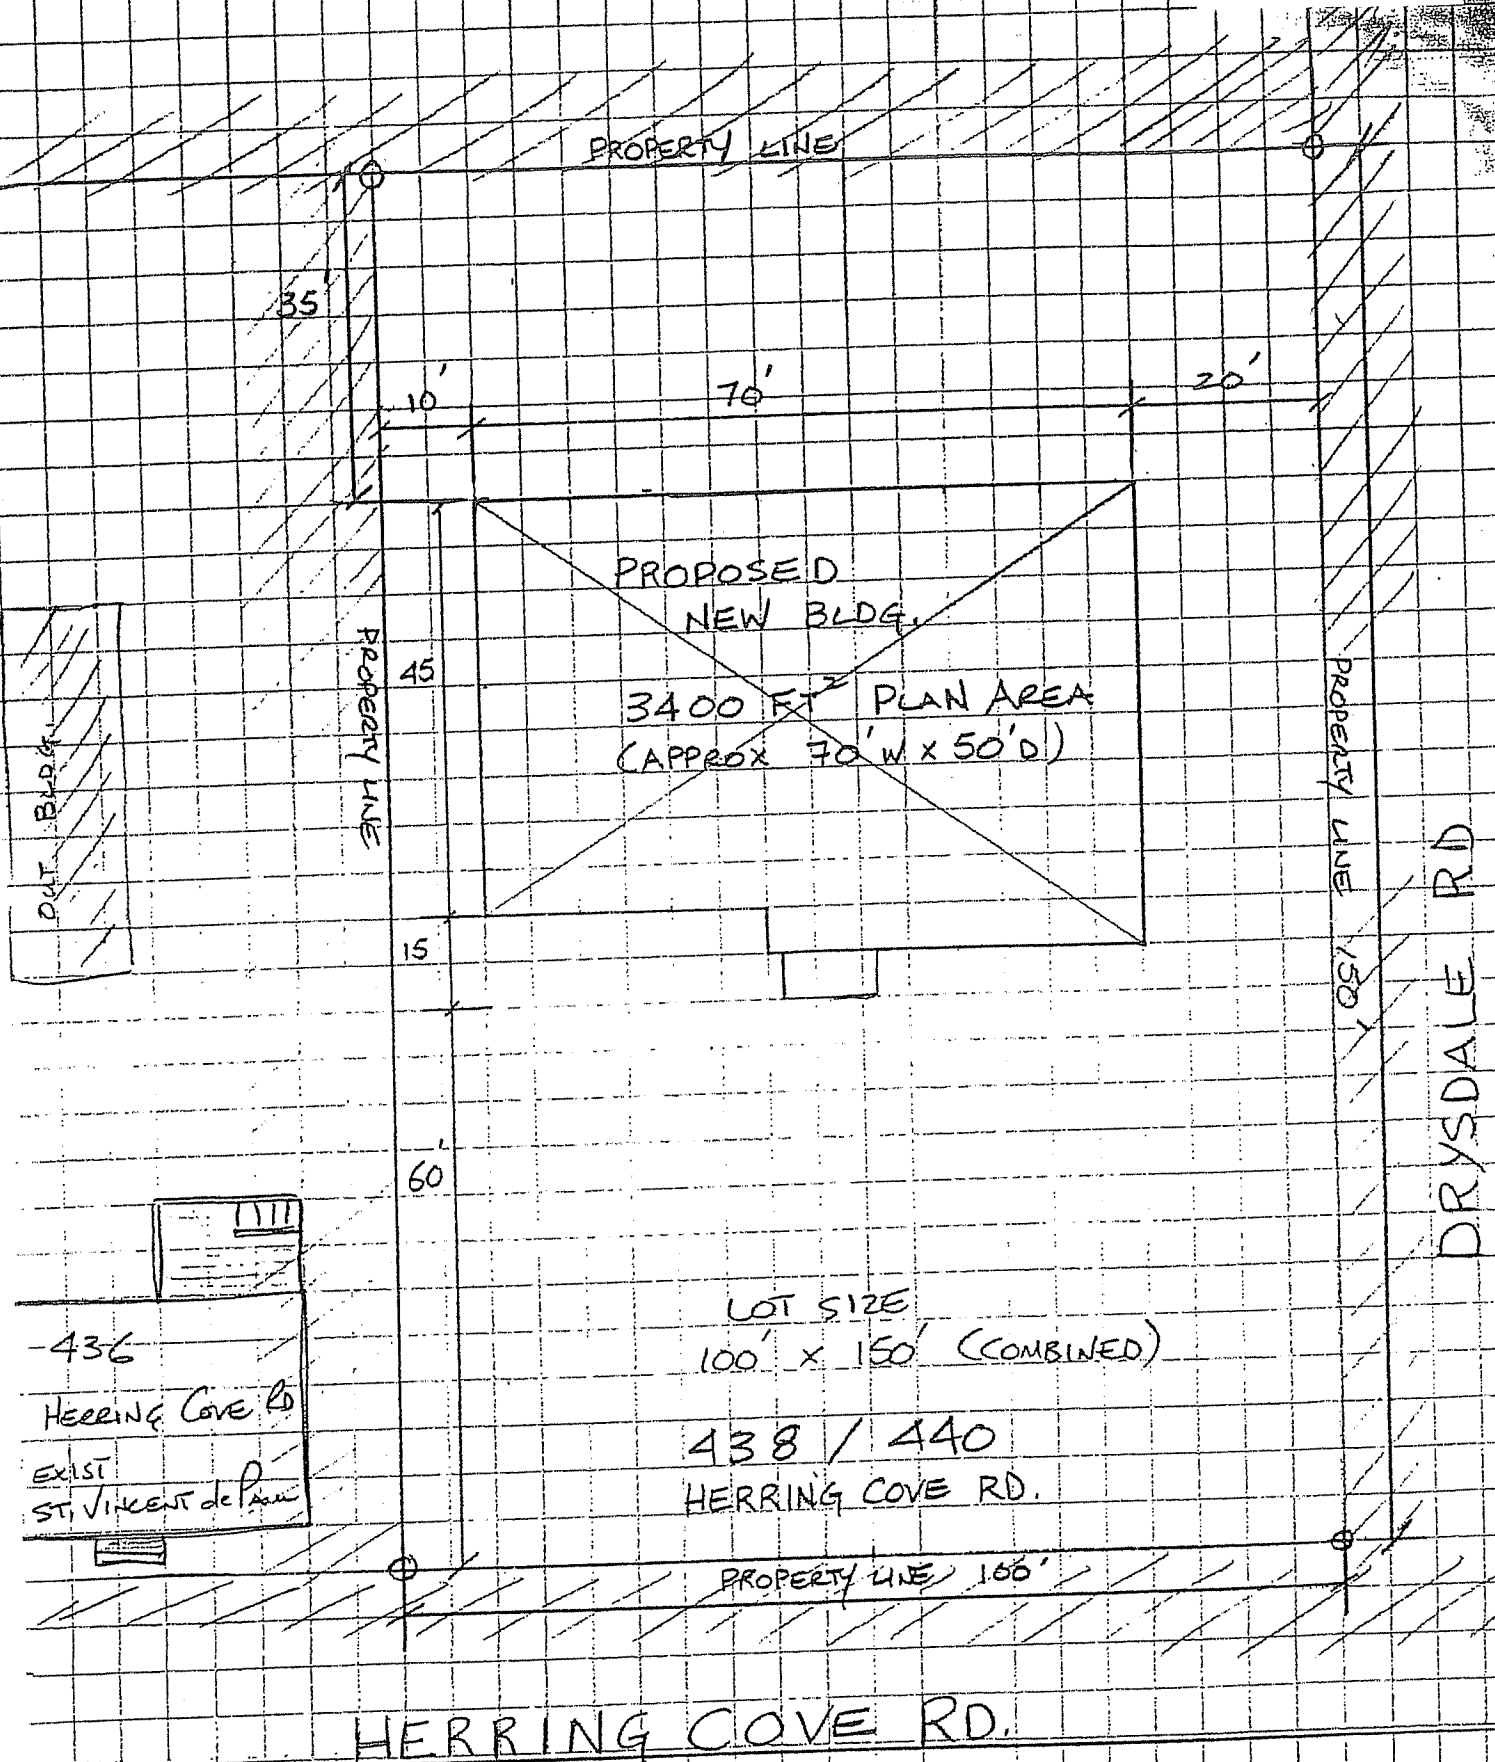 PROPERTY LINE
35'
10'
70'
20'
PROPOSED
NEW BLDG.
3400 FT² PLAN AREA
(APPROX 70'W X 50'D)
45
PROPERTY LINE
OUT BLDG.
15
PROPERTY LINE 150'
DRYSDALE RD
60'
LOT SIZE
100' X 150' (COMBINED)
438 / 440
HERRING COVE RD.
436
HERRING COVE RD
EXIST
ST. VINCENT de PAUL
PROPERTY LINE 100'
HERRING COVE RD.